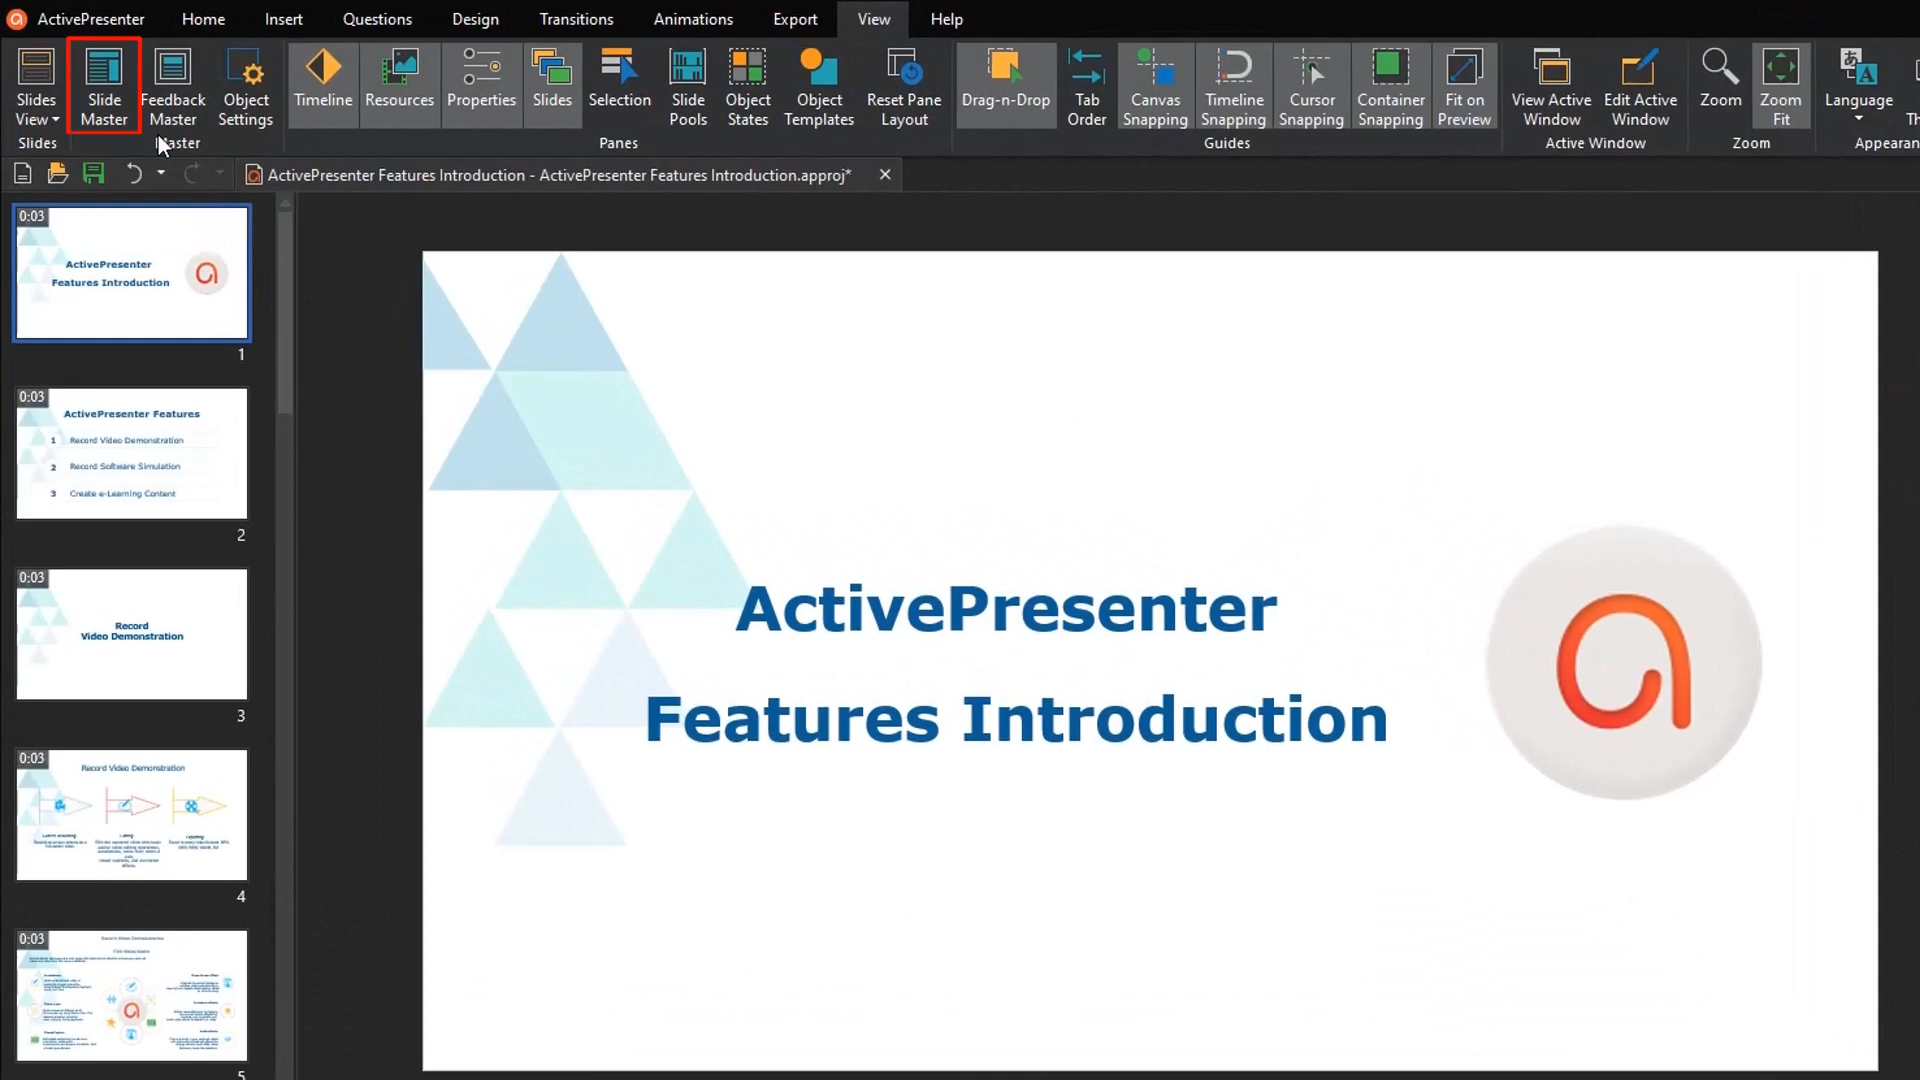 ActivePresenter Home Insert Questions Design Transitions Animations Export View Help
Slides View
Slide Master
Feedback Master
Object Settings
Timeline
Resources
Properties
Slides
Selection
Slide Pools
Object States
Object Templates
Reset Pane Layout
Drag-n-Drop
Tab Order
Canvas Snapping
Timeline Snapping
Cursor Snapping
Container Snapping
Fit on Preview
View Active Window
Edit Active Window
Zoom
Zoom Fit
Language
Slides
Panes
Guides
Active Window
Zoom
ActivePresenter Features Introduction - ActivePresenter Features Introduction.approj*
0:03
ActivePresenter
Features Introduction
1
0:03
ActivePresenter Features
1 Record Video Demonstration
2 Record Software Simulation
3 Create e-Learning Content
2
0:03
Record
Video Demonstration
3
0:03
Record Video Demonstration
4
0:03
Record Video Demonstration
5
ActivePresenter
Features Introduction